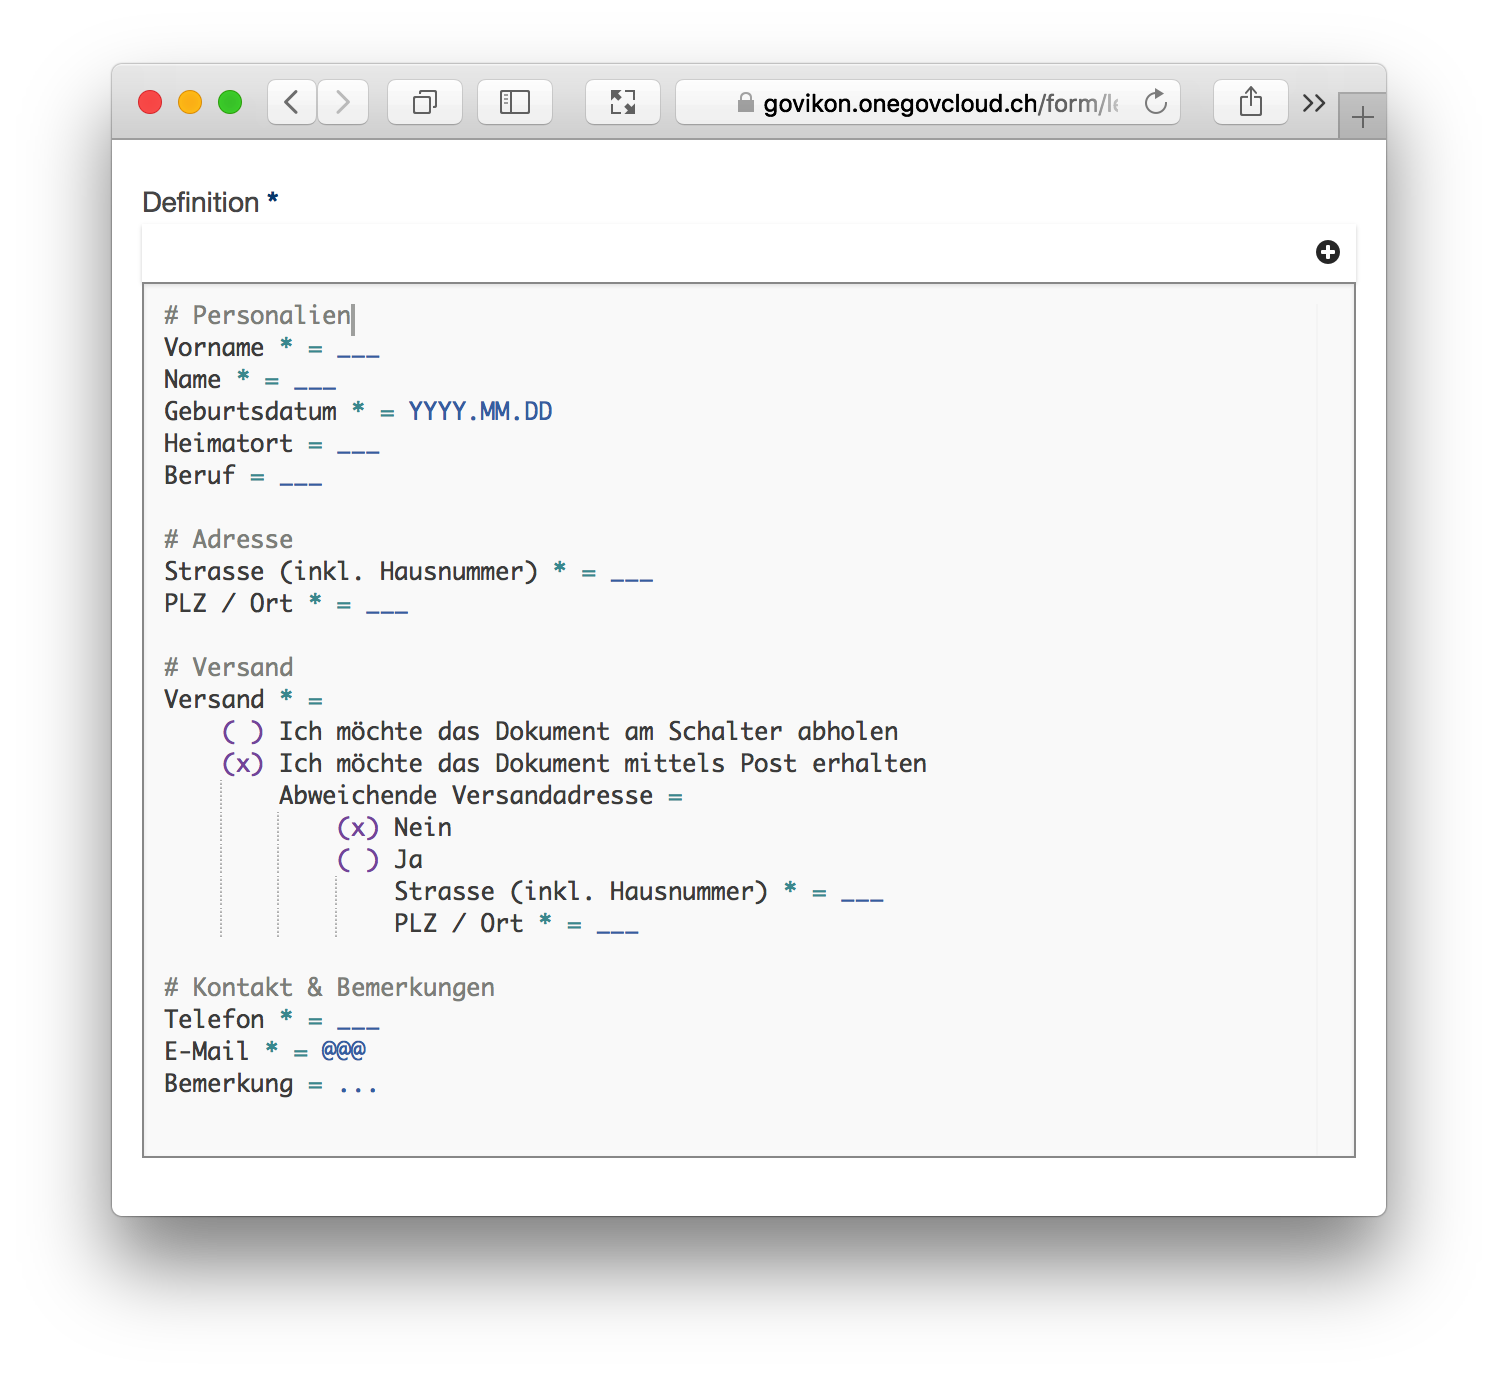 govikon.onegovcloud.ch/form/le
Definition *
# Personalien
Vorname * = ___
Name * = ___
Geburtsdatum * = YYYY.MM.DD
Heimatort = ___
Beruf = ___
# Adresse
Strasse (inkl. Hausnummer) * = ___
PLZ / Ort * = ___
# Versand
Versand * =
( ) Ich möchte das Dokument am Schalter abholen
(x) Ich möchte das Dokument mittels Post erhalten
Abweichende Versandadresse =
(x) Nein
( ) Ja
Strasse (inkl. Hausnummer) * = ___
PLZ / Ort * = ___
# Kontakt & Bemerkungen
Telefon * = ___
E-Mail * = @@@
Bemerkung = ...